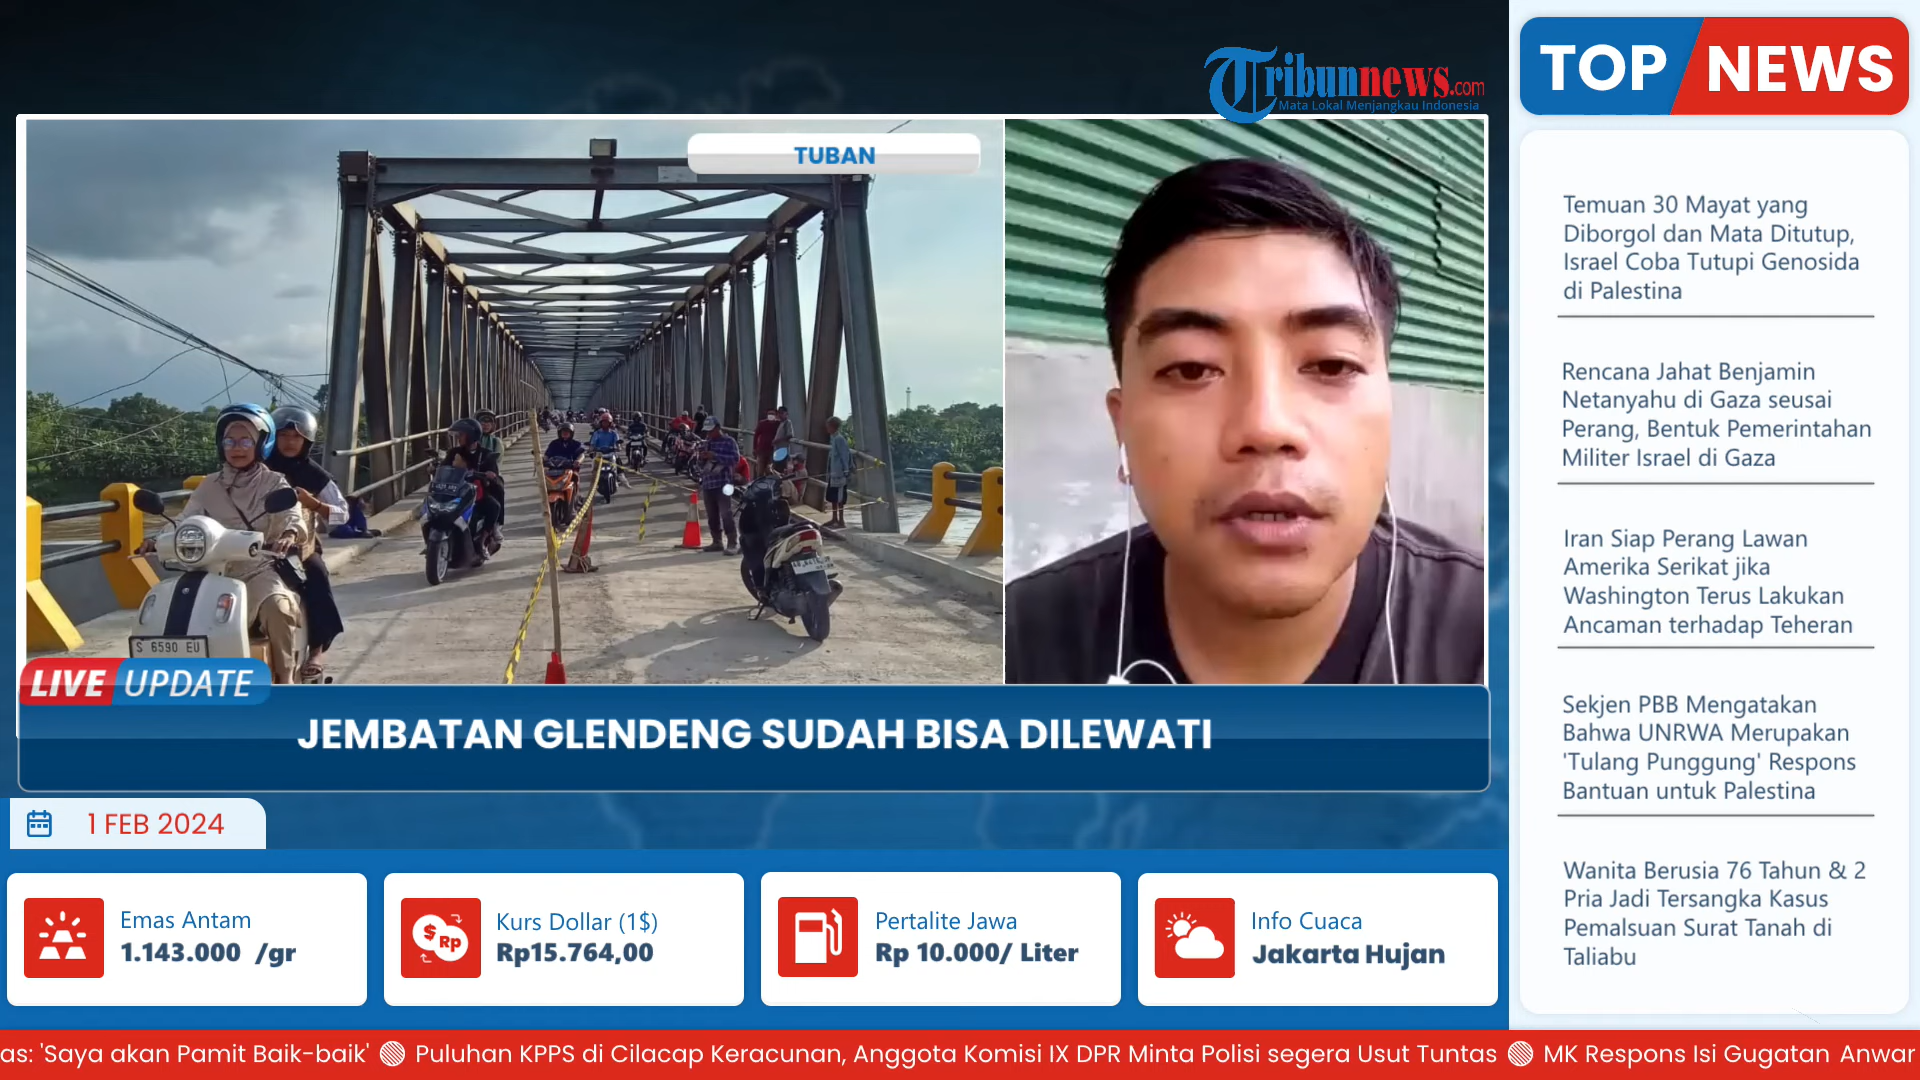 Tribunnews.com
Mata Lokal Menjangkau Indonesia
TUBAN
S 6590 EU
LIVE UPDATE
JEMBATAN GLENDENG SUDAH BISA DILEWATI
1 FEB 2024
Emas Antam
1.143.000 /gr
Kurs Dollar (1$)
Rp15.764,00
Pertalite Jawa
Rp 10.000/ Liter
Info Cuaca
Jakarta Hujan
TOP NEWS
Temuan 30 Mayat yang
Diborgol dan Mata Ditutup,
Israel Coba Tutupi Genosida
di Palestina
Rencana Jahat Benjamin
Netanyahu di Gaza seusai
Perang, Bentuk Pemerintahan
Militer Israel di Gaza
Iran Siap Perang Lawan
Amerika Serikat jika
Washington Terus Lakukan
Ancaman terhadap Teheran
Sekjen PBB Mengatakan
Bahwa UNRWA Merupakan
'Tulang Punggung' Respons
Bantuan untuk Palestina
Wanita Berusia 76 Tahun & 2
Pria Jadi Tersangka Kasus
Pemalsuan Surat Tanah di
Taliabu
as: 'Saya akan Pamit Baik-baik' Puluhan KPPS di Cilacap Keracunan, Anggota Komisi IX DPR Minta Polisi segera Usut Tuntas MK Respons Isi Gugatan Anwar